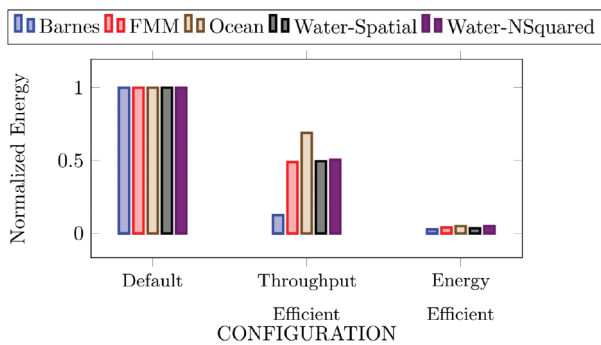 Barnes FMM Ocean Water-Spatial Water-NSquared
Normalized Energy
1
0.5
0
Default Throughput Energy
Efficient Efficient
CONFIGURATION